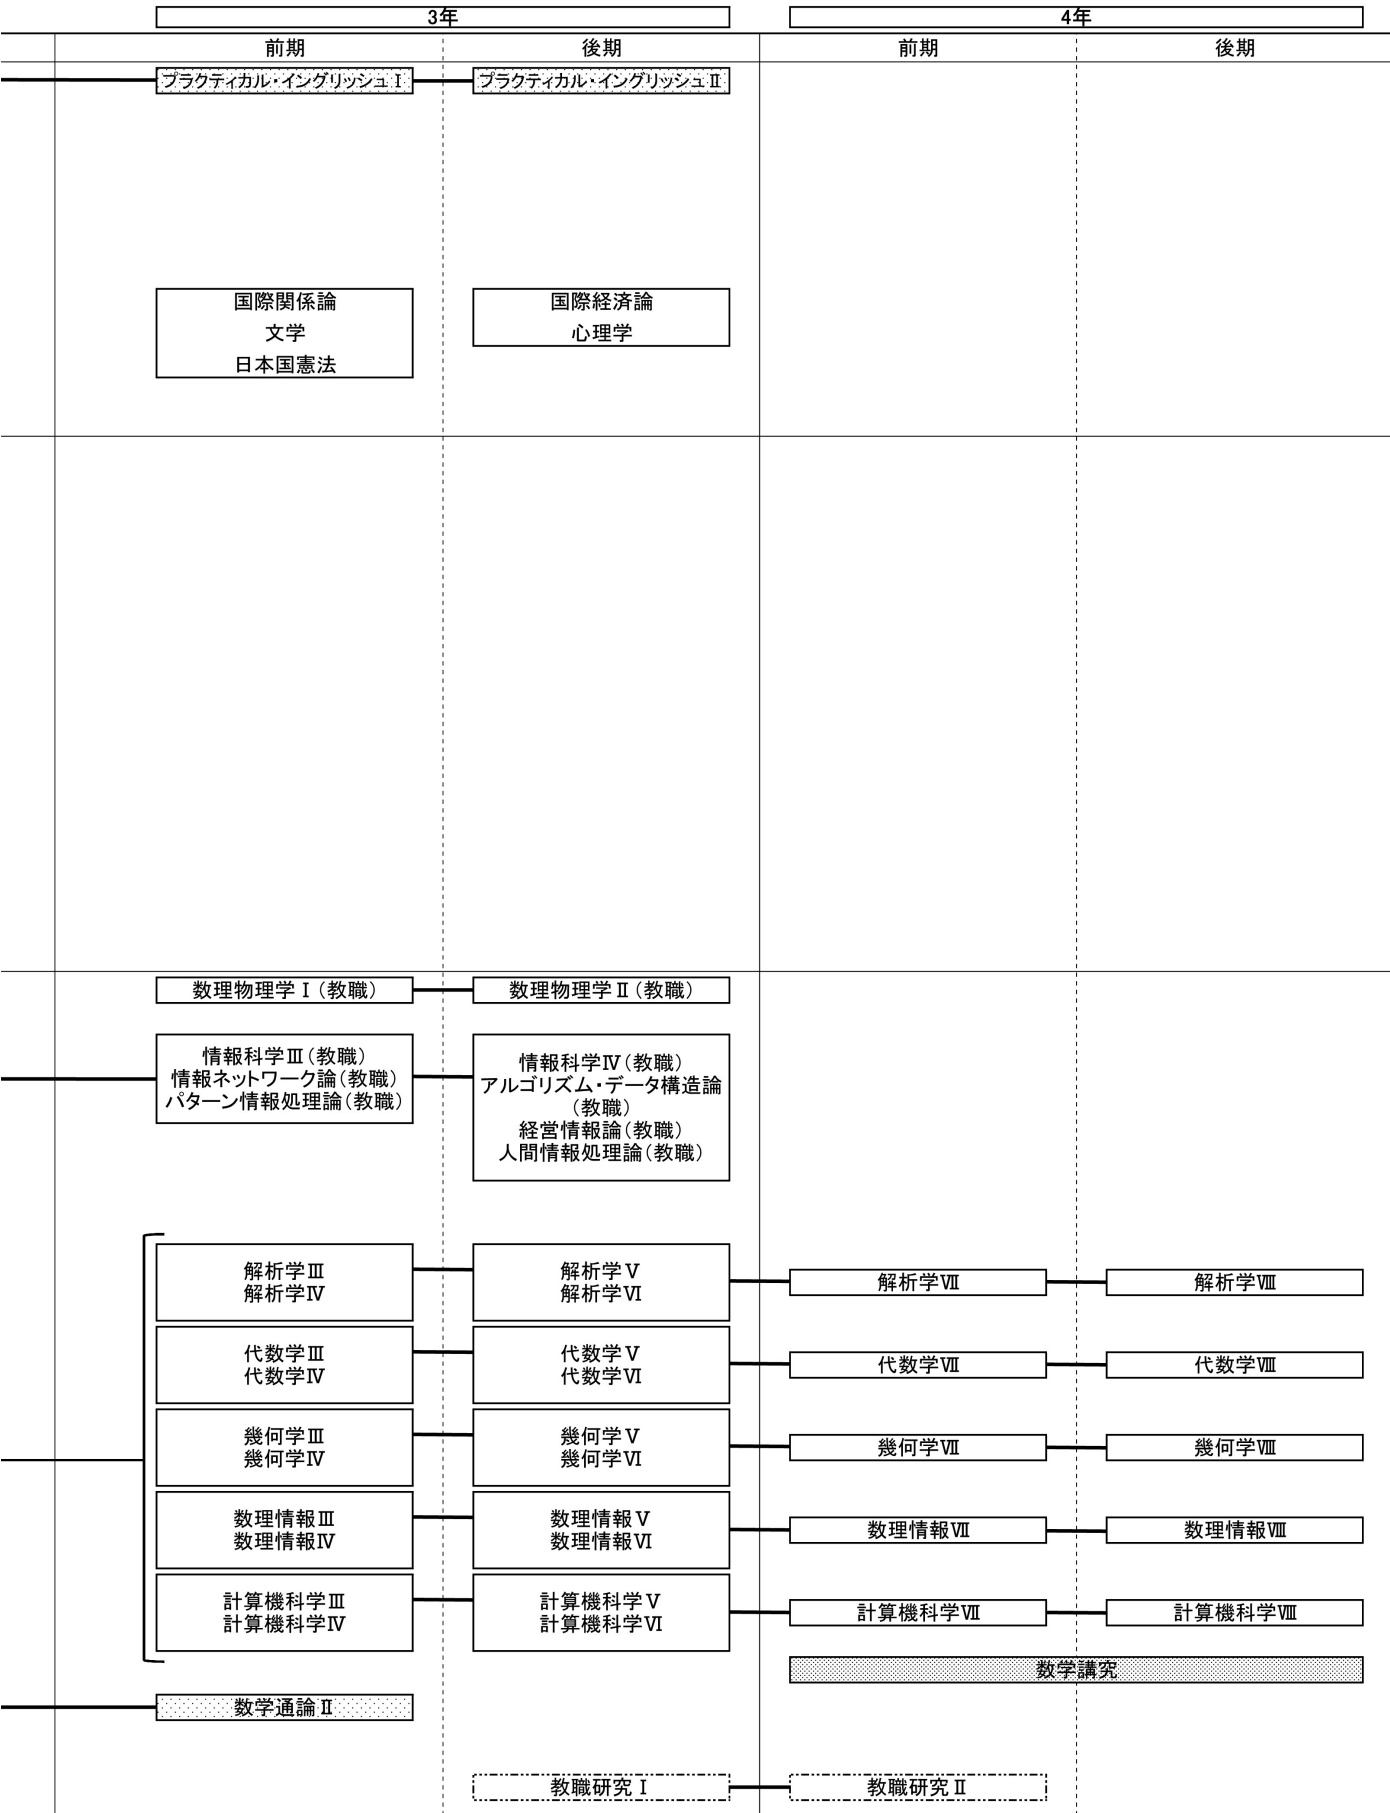 3年
4年
前期
後期
前期
後期
プラクティカル・イングリッシュⅠ
プラクティカル・イングリッシュⅡ
国際関係論
文学
日本国憲法
国際経済論
心理学
数理物理学Ⅰ(教職)
数理物理学Ⅱ(教職)
情報科学Ⅲ(教職)
情報ネットワーク論(教職)
パターン情報処理論(教職)
情報科学Ⅳ(教職)
アルゴリズム・データ構造論
(教職)
経営情報論(教職)
人間情報処理論(教職)
解析学Ⅲ
解析学Ⅳ
解析学Ⅴ
解析学Ⅵ
解析学Ⅶ
解析学Ⅷ
代数学Ⅲ
代数学Ⅳ
代数学Ⅴ
代数学Ⅵ
代数学Ⅶ
代数学Ⅷ
幾何学Ⅲ
幾何学Ⅳ
幾何学Ⅴ
幾何学Ⅵ
幾何学Ⅶ
幾何学Ⅷ
数理情報Ⅲ
数理情報Ⅳ
数理情報Ⅴ
数理情報Ⅵ
数理情報Ⅶ
数理情報Ⅷ
計算機科学Ⅲ
計算機科学Ⅳ
計算機科学Ⅴ
計算機科学Ⅵ
計算機科学Ⅶ
計算機科学Ⅷ
数学講究
数学通論Ⅱ
教職研究Ⅰ
教職研究Ⅱ